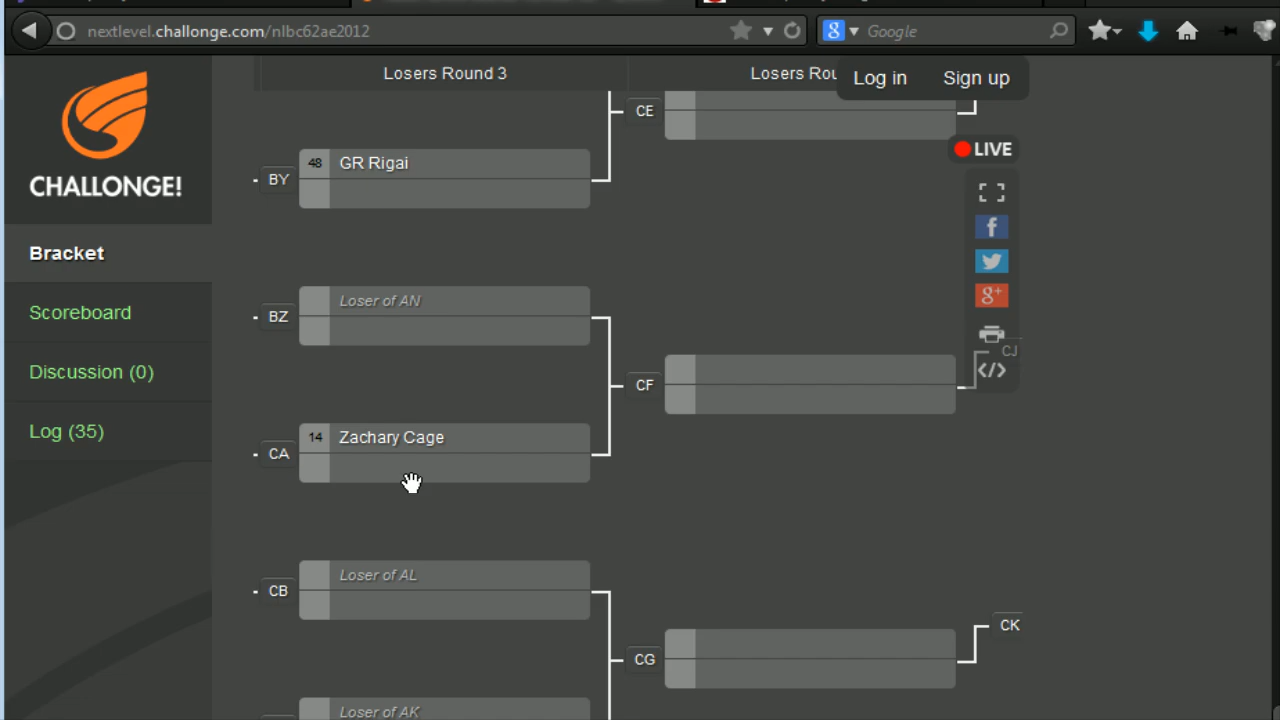 nextlevel.challonge.com/nlbc62ae2012
Google
Losers Round 3
Losers Rou
Log in
Sign up
CHALLONGE!
LIVE
CE
BY
48
GR Rigai
Bracket
Scoreboard
Discussion (0)
Log (35)
BZ
Loser of AN
CF
CJ
CA
14
Zachary Cage
CB
Loser of AL
CK
CG
Loser of AK